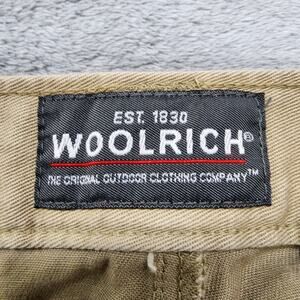 EST. 1830
WOOLRICH®
THE ORIGINAL OUTDOOR CLOTHING COMPANY™